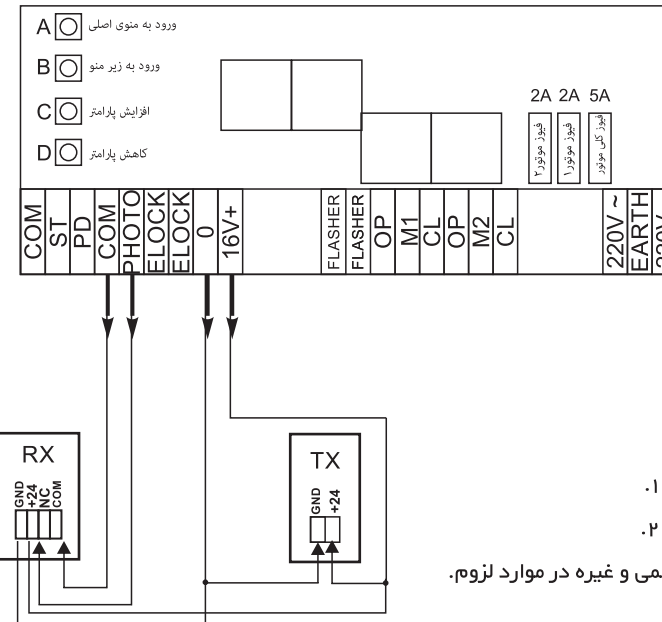 A ورود به منوی اصلی
B ورود به زیر منو
C افزایش پارامتر
D کاهش پارامتر
2A 2A 5A
فیوز موتور۲
فیوز موتور۱
فیوز کلی موتور
COM
ST
PD
COM
PHOTO
ELOCK
ELOCK
0
16V+
FLASHER
FLASHER
OP
M1
CL
OP
M2
CL
220V ~
EARTH
220V
RX
GND
+24
NC
COM
TX
GND
+24
۱.
۲.
و غیره در موارد لزوم.